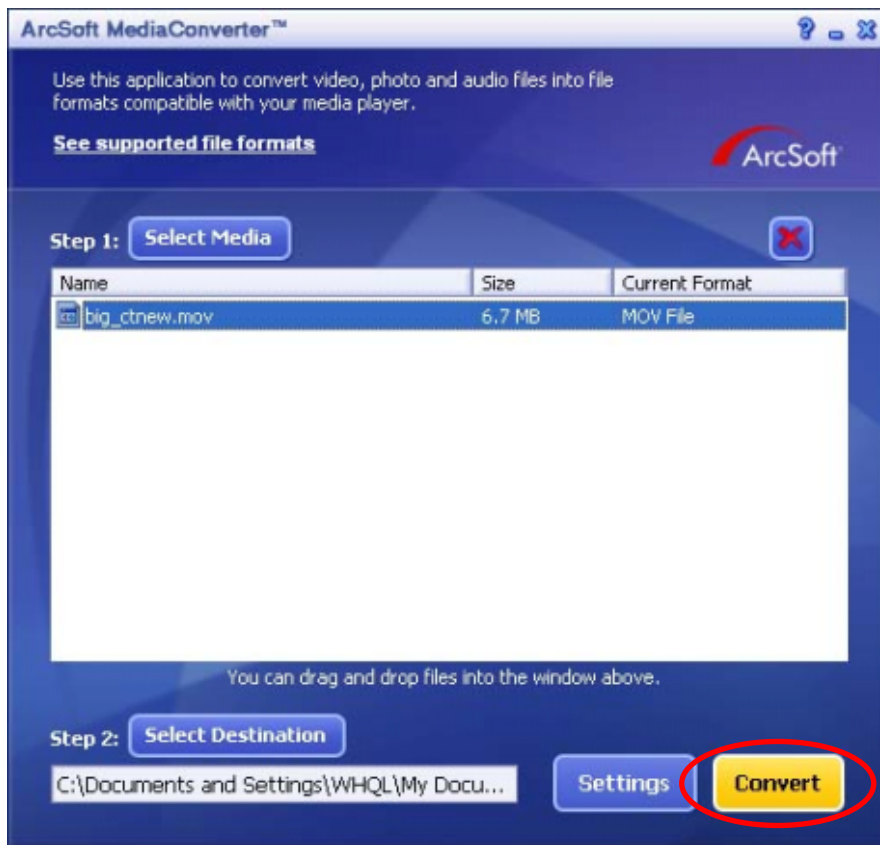 ArcSoft MediaConverter™
Use this application to convert video, photo and audio files into file
formats compatible with your media player.
See supported file formats
ArcSoft
Step 1: Select Media
Name Size Current Format
big_ctnew.mov 6.7 MB MOV File
You can drag and drop files into the window above.
Step 2: Select Destination
C:\Documents and Settings\WHQL\My Docu... Settings Convert